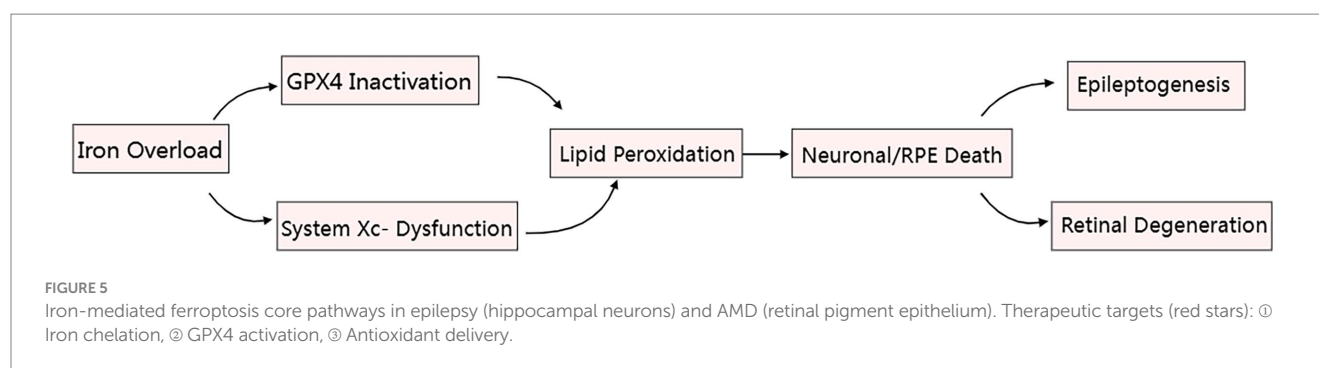 GPX4 Inactivation
Epileptogenesis
Iron Overload
Lipid Peroxidation
Neuronal/RPE Death
System Xc- Dysfunction
Retinal Degeneration
FIGURE 5
Iron-mediated ferroptosis core pathways in epilepsy (hippocampal neurons) and AMD (retinal pigment epithelium). Therapeutic targets (red stars): ①
Iron chelation, ② GPX4 activation, ③ Antioxidant delivery.